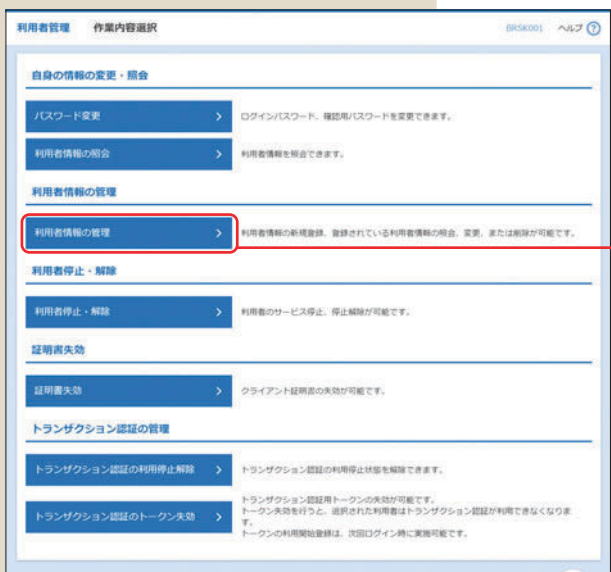 利用者管理 作業内容選択 BRSK001 ヘルプ ?
自身の情報の変更・照会
パスワード変更 ログインパスワード、確認用パスワードを変更できます。
利用者情報の照会 利用者情報を照会できます。
利用者情報の管理
利用者情報の管理 利用者情報の新規登録、登録されている利用者情報の照会、変更、または削除が可能です。
利用者停止・解除
利用者停止・解除 利用者のサービス停止、停止解除が可能です。
証明書失効
証明書失効 クライアント証明書の失効が可能です。
トランザクション認証の管理
トランザクション認証の利用停止解除 トランザクション認証の利用停止状態を解除できます。
トランザクション認証のトークン失効 トランザクション認証用トークンの失効が可能です。
トークン失効を行うと、選択された利用者はトランザクション認証が利用できなくなりま
す。
トークンの利用開始登録は、次回ログイン時に実施可能です。